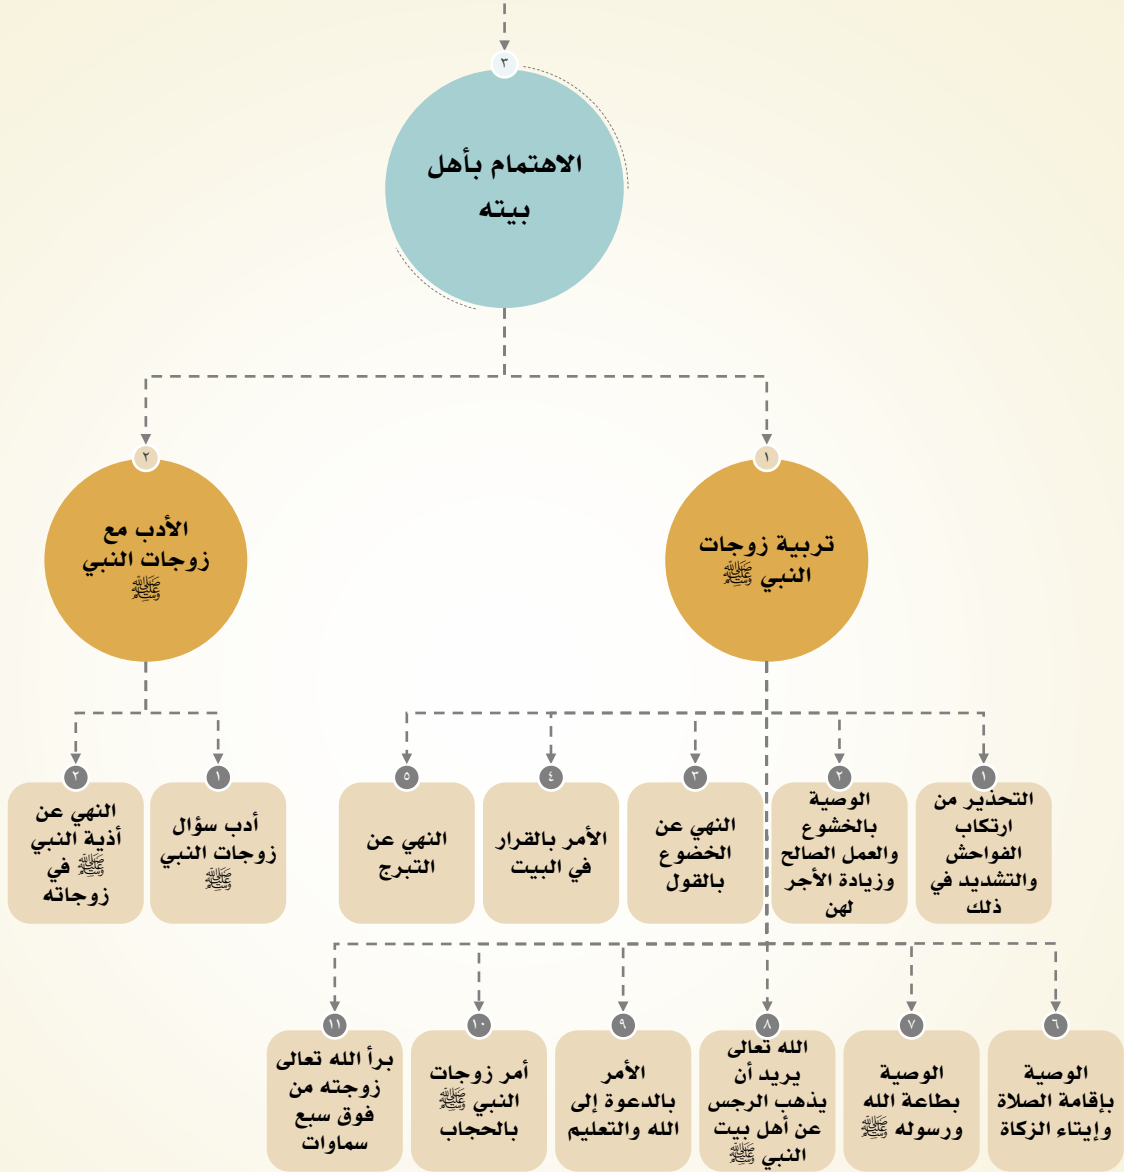 ٣
الاهتمام بأهل
بيته
١
تربية زوجات
النبي ﷺ
١
التحذير من
ارتكاب
الفواحش
والتشديد في
ذلك
٢
الوصية
بالخشوع
والعمل الصالح
وزيادة الأجر
لهن
٣
النهي عن
الخضوع
بالقول
٤
الأمر بالقرار
في البيت
٥
النهي عن
التبرج
٦
الوصية
بإقامة الصلاة
وإيتاء الزكاة
٧
الوصية
بطاعة الله
ورسوله ﷺ
٨
الله تعالى
يريد أن
يذهب الرجس
عن أهل بيت
النبي ﷺ
٩
الأمر
بالدعوة إلى
الله والتعليم
١٠
أمر زوجات
النبي ﷺ
بالحجاب
١١
برأ الله تعالى
زوجته من
فوق سبع
سماوات
٢
الأدب مع
زوجات النبي
ﷺ
١
أدب سؤال
زوجات النبي
ﷺ
٢
النهي عن
أذية النبي
ﷺ في
زوجاته